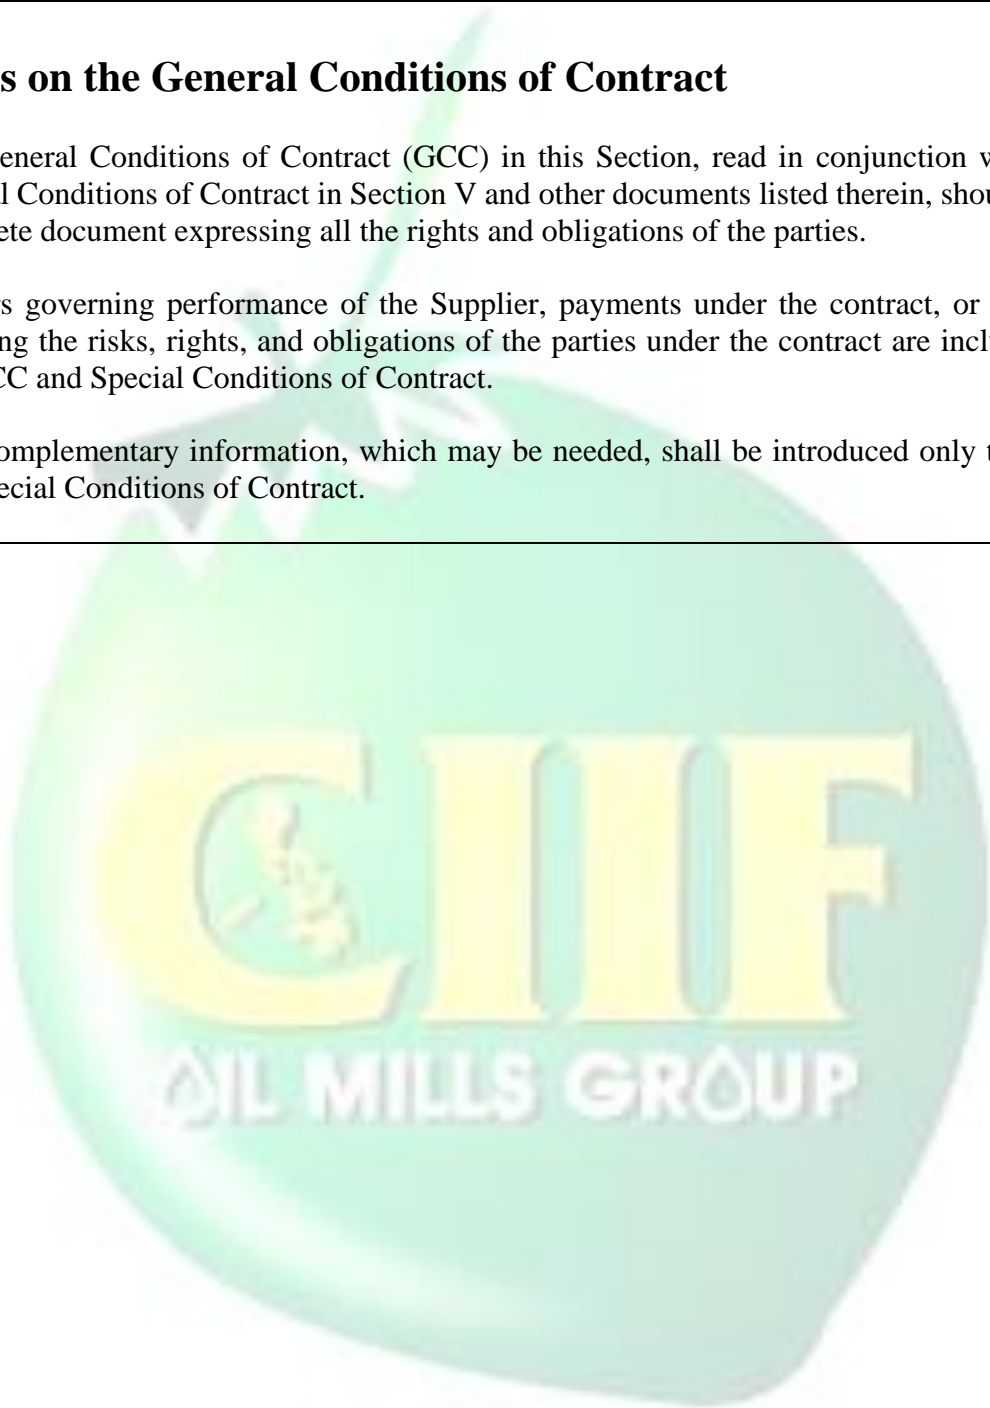 s on the General Conditions of Contract
eneral Conditions of Contract (GCC) in this Section, read in conjunction w
l Conditions of Contract in Section V and other documents listed therein, shou
ete document expressing all the rights and obligations of the parties.
rs governing performance of the Supplier, payments under the contract, or
ng the risks, rights, and obligations of the parties under the contract are inclu
CC and Special Conditions of Contract.
omplementary information, which may be needed, shall be introduced only t
ecial Conditions of Contract.
CIIF
OIL MILLS GROUP